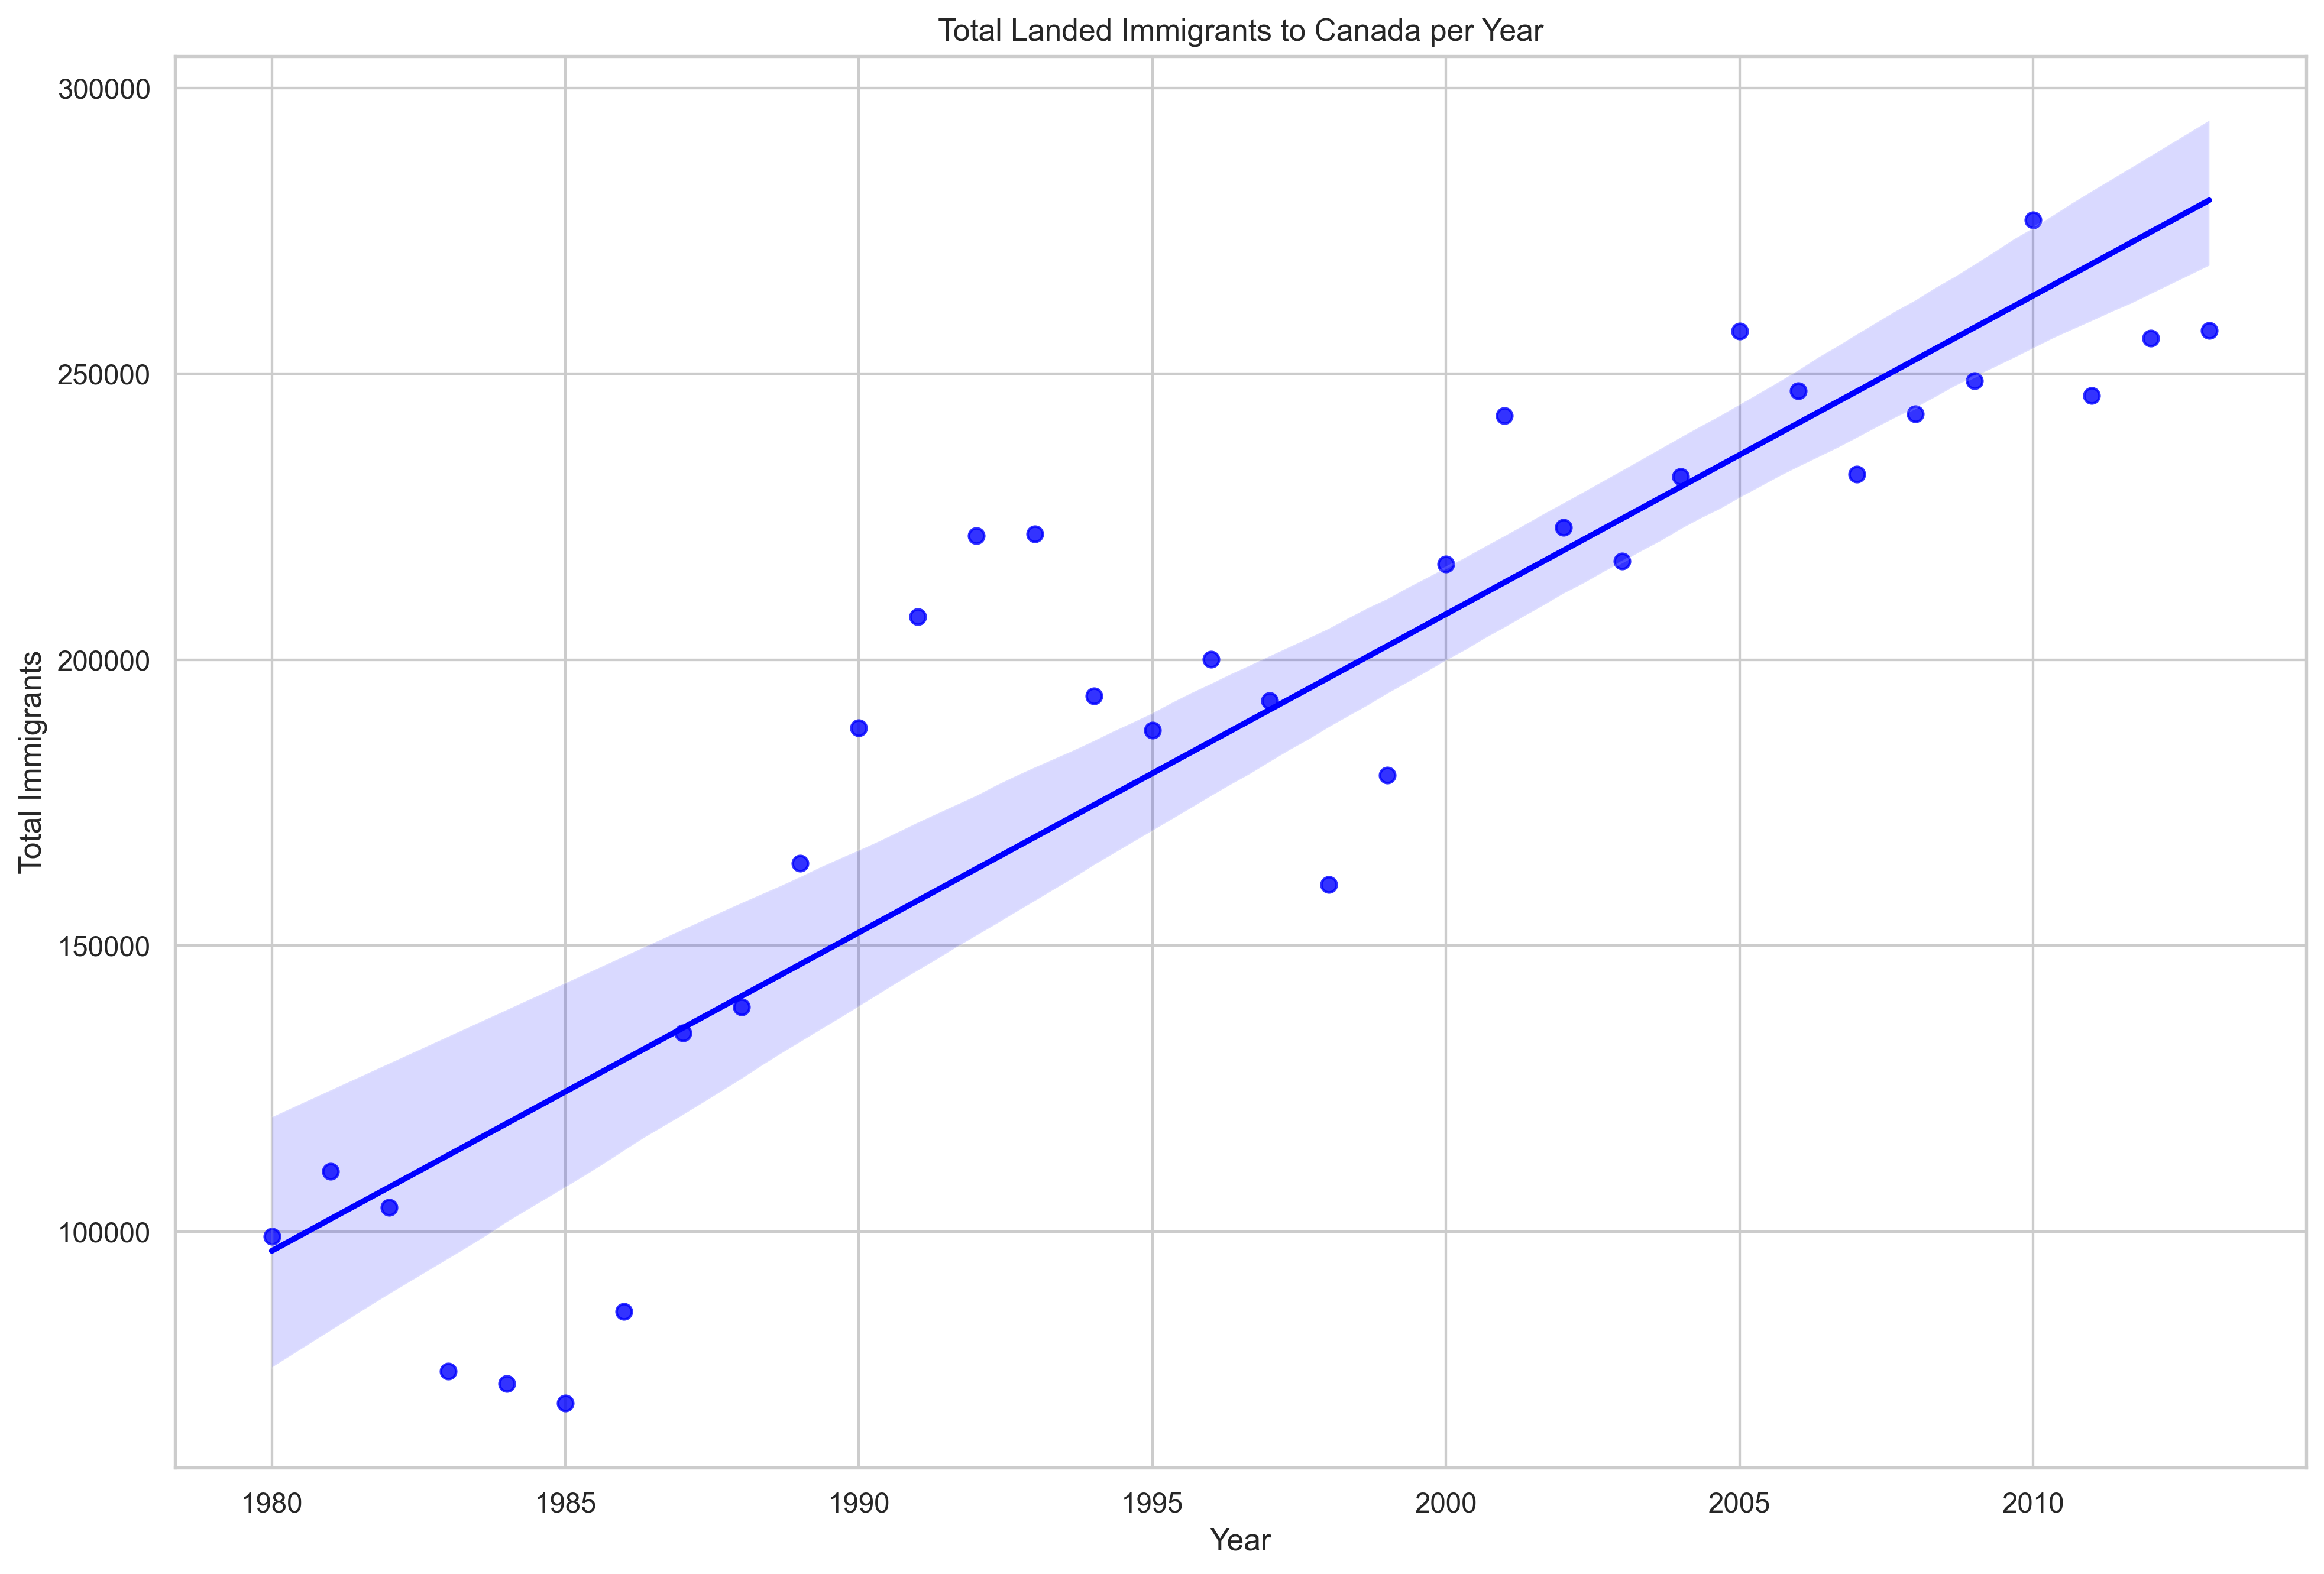 Total Landed Immigrants to Canada per Year
300000
250000
200000
150000
100000
Total Immigrants
1980 1985 1990 1995 2000 2005 2010
Year